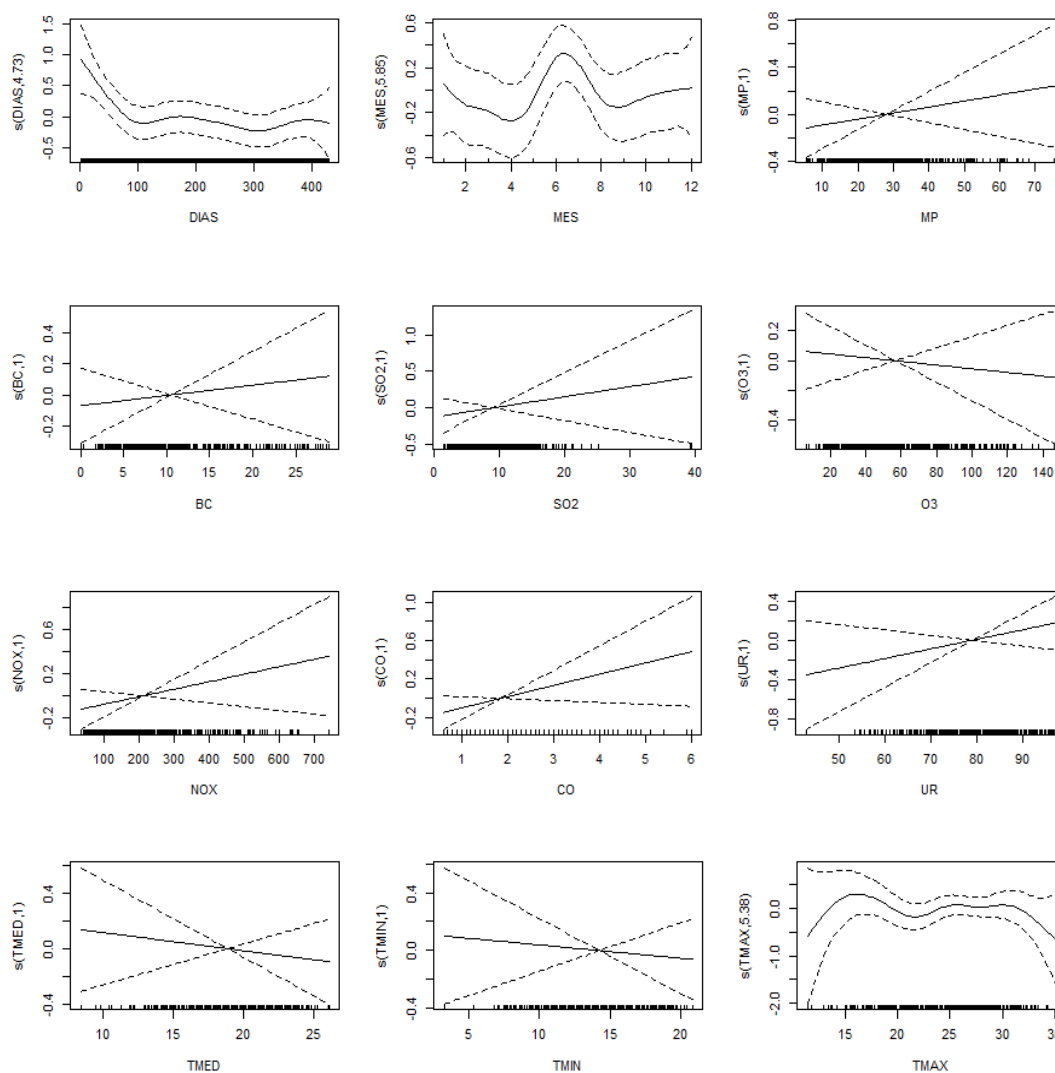 s(DIAS,4.73)
-0.5 0.0 0.5 1.0 1.5
0 100 200 300 400
DIAS
s(MES,5.85)
-0.6 -0.2 0.2 0.6
2 4 6 8 10 12
MES
s(MP,1)
-0.4 0.0 0.4 0.8
10 20 30 40 50 60 70
MP
s(BC,1)
-0.2 0.0 0.2 0.4
0 5 10 15 20 25
BC
s(SO2,1)
-0.5 0.0 0.5 1.0
0 10 20 30 40
SO2
s(O3,1)
-0.4 0.0 0.2
20 40 60 80 100 120 140
O3
s(NOX,1)
-0.2 0.2 0.6
100 200 300 400 500 600 700
NOX
s(CO,1)
-0.2 0.2 0.6 1.0
1 2 3 4 5 6
CO
s(UR,1)
-0.8 -0.4 0.0 0.4
50 60 70 80 90
UR
s(TMED,1)
-0.4 0.0 0.4
10 15 20 25
TMED
s(TMIN,1)
-0.4 0.0 0.4
5 10 15 20
TMIN
s(TMAX,5.38)
-2.0 -1.0 0.0
15 20 25 30
TMAX